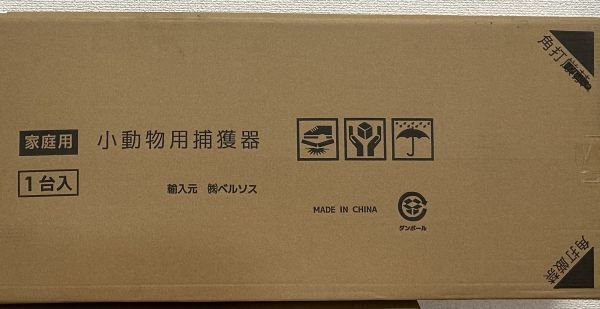 家庭用 小動物用捕獲器
1台入
輸入元 ㈱ベルソス
MADE IN CHINA
ダンボール
角打厳禁
角打厳禁